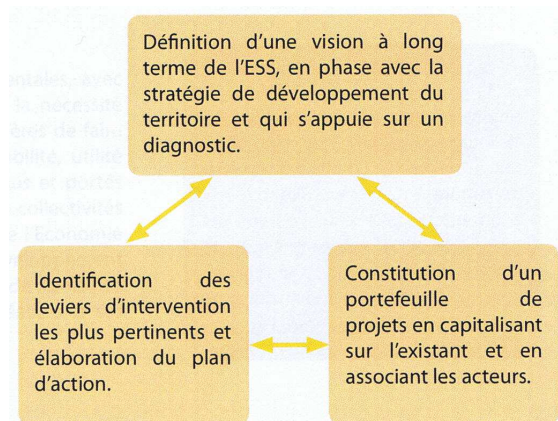 Définition d'une vision à long
terme de l'ESS, en phase avec la
stratégie de développement du
territoire et qui s'appuie sur un
diagnostic.
Identification des
leviers d'intervention
les plus pertinents et
élaboration du plan
d'action.
Constitution d'un
portefeuille de
projets en capitalisant
sur l'existant et en
associant les acteurs.